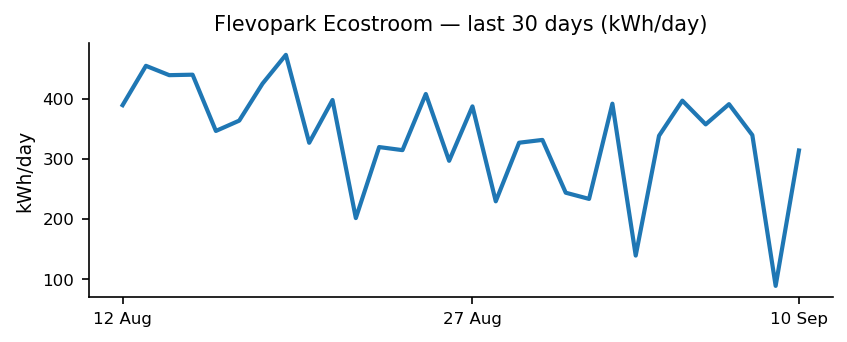 Flevopark Ecostroom — last 30 days (kWh/day)
kWh/day
400
300
200
100
12 Aug
27 Aug
10 Sep